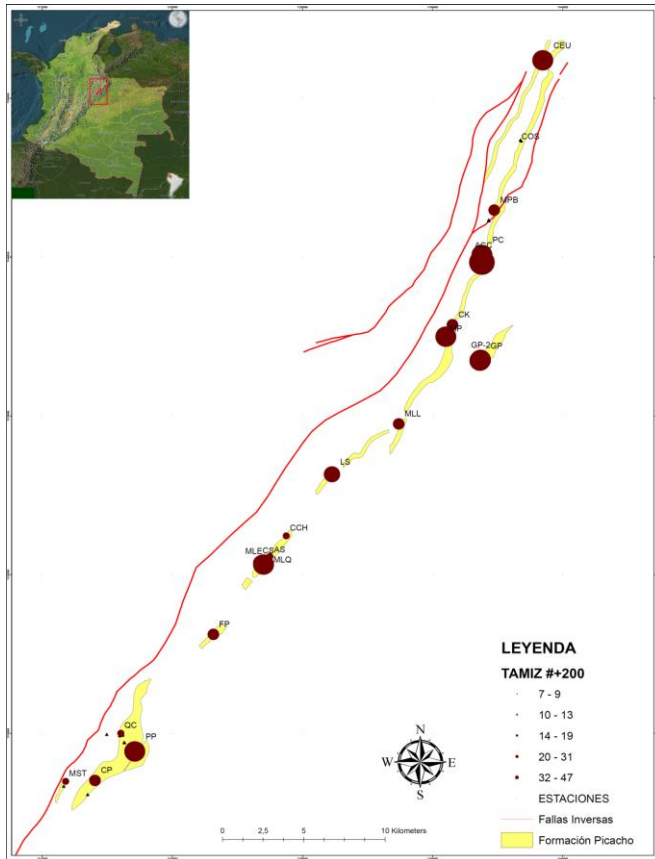 CEU
COS
MPB
PC
CK
GP-2GP
MLL
LS
CCH
MLECSAS
MLQ
FP
QC
PP
MST
CP
LEYENDA
TAMIZ #+200
7 - 9
10 - 13
14 - 19
20 - 31
32 - 47
ESTACIONES
Fallas Inversas
Formación Picacho
N
W
E
S
0 2,5 5 10 Kilometers